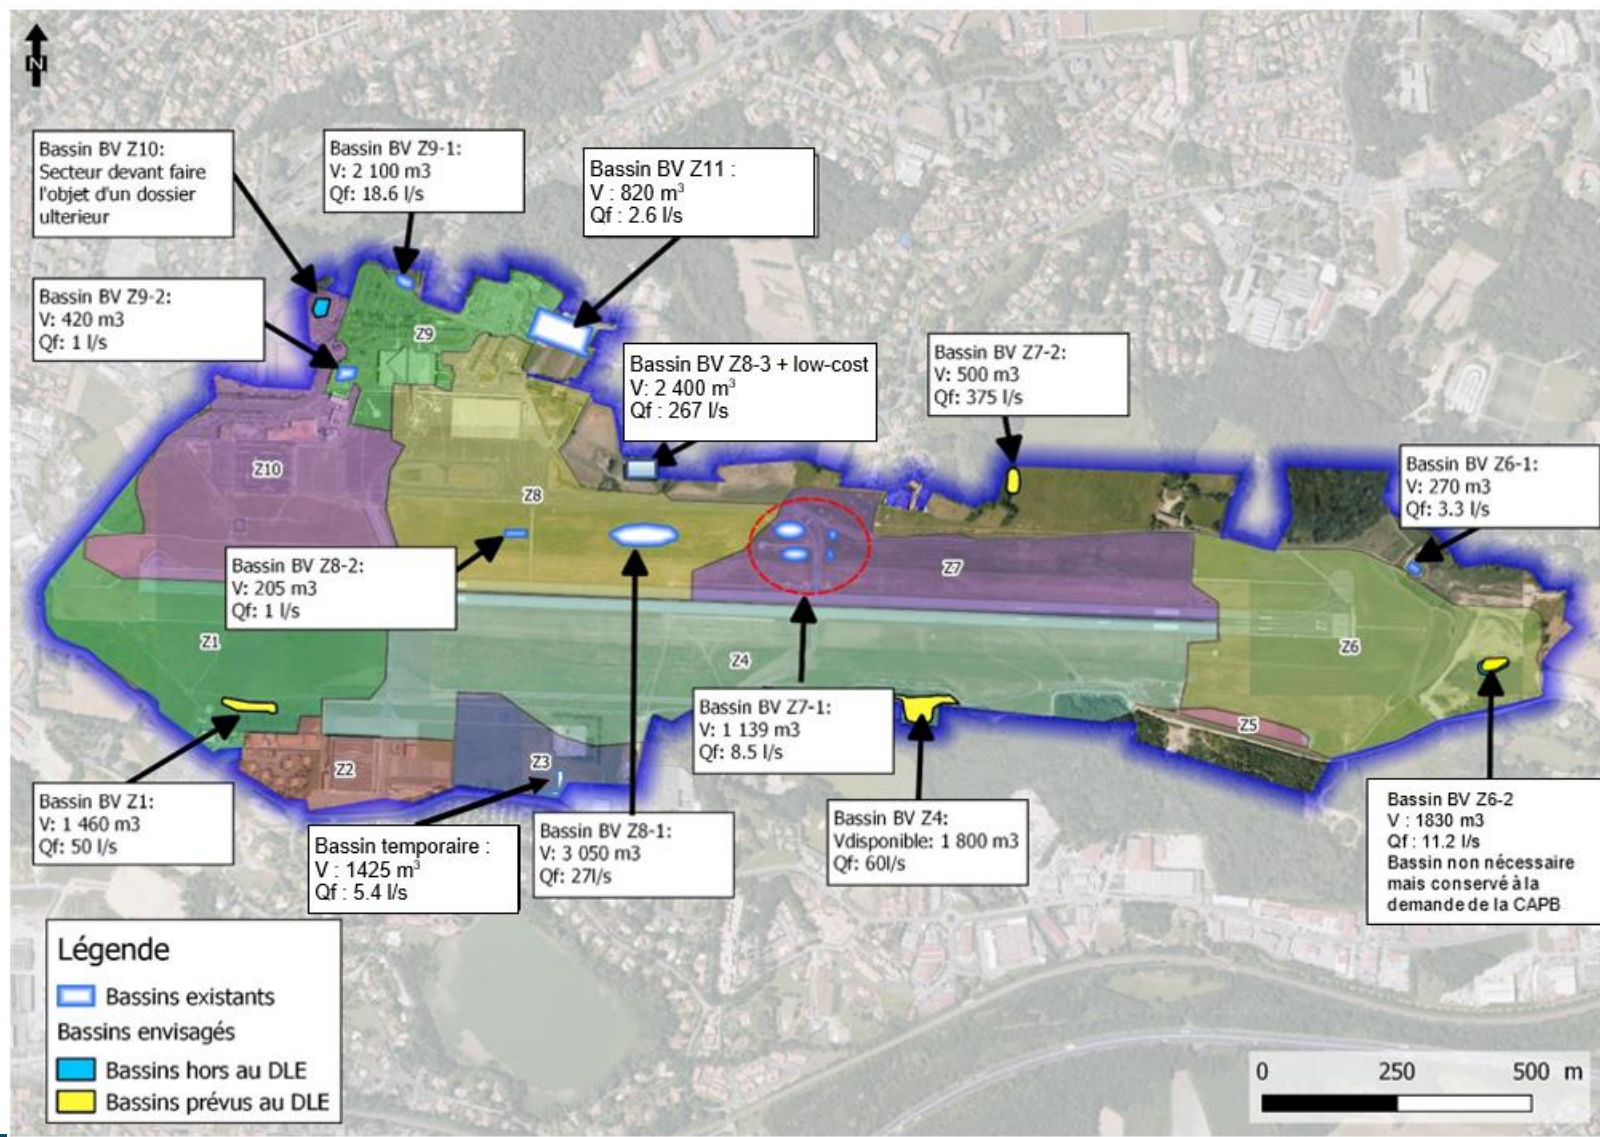 N
Bassin BV Z10:
Secteur devant faire
l'objet d'un dossier
ulterieur
Bassin BV Z9-1:
V: 2 100 m3
Qf: 18.6 l/s
Bassin BV Z11 :
V : 820 m³
Qf : 2.6 l/s
Bassin BV Z9-2:
V: 420 m3
Qf: 1 l/s
Z9
Bassin BV Z8-3 + low-cost
V: 2 400 m³
Qf : 267 l/s
Bassin BV Z7-2:
V: 500 m3
Qf: 375 l/s
Bassin BV Z6-1:
V: 270 m3
Qf: 3.3 l/s
Z10
Z8
Bassin BV Z8-2:
V: 205 m3
Qf: 1 l/s
Z7
Z1
Z4
Z6
Bassin BV Z7-1:
V: 1 139 m3
Qf: 8.5 l/s
Z5
Z2
Z3
Bassin BV Z1:
V: 1 460 m3
Qf: 50 l/s
Bassin temporaire :
V : 1425 m³
Qf : 5.4 l/s
Bassin BV Z8-1:
V: 3 050 m3
Qf: 27l/s
Bassin BV Z4:
Vdisponible: 1 800 m3
Qf: 60l/s
Bassin BV Z6-2
V : 1830 m3
Qf : 11.2 l/s
Bassin non nécessaire
mais conservé à la
demande de la CAPB
Légende
Bassins existants
Bassins envisagés
Bassins hors au DLE
Bassins prévus au DLE
0 250 500 m